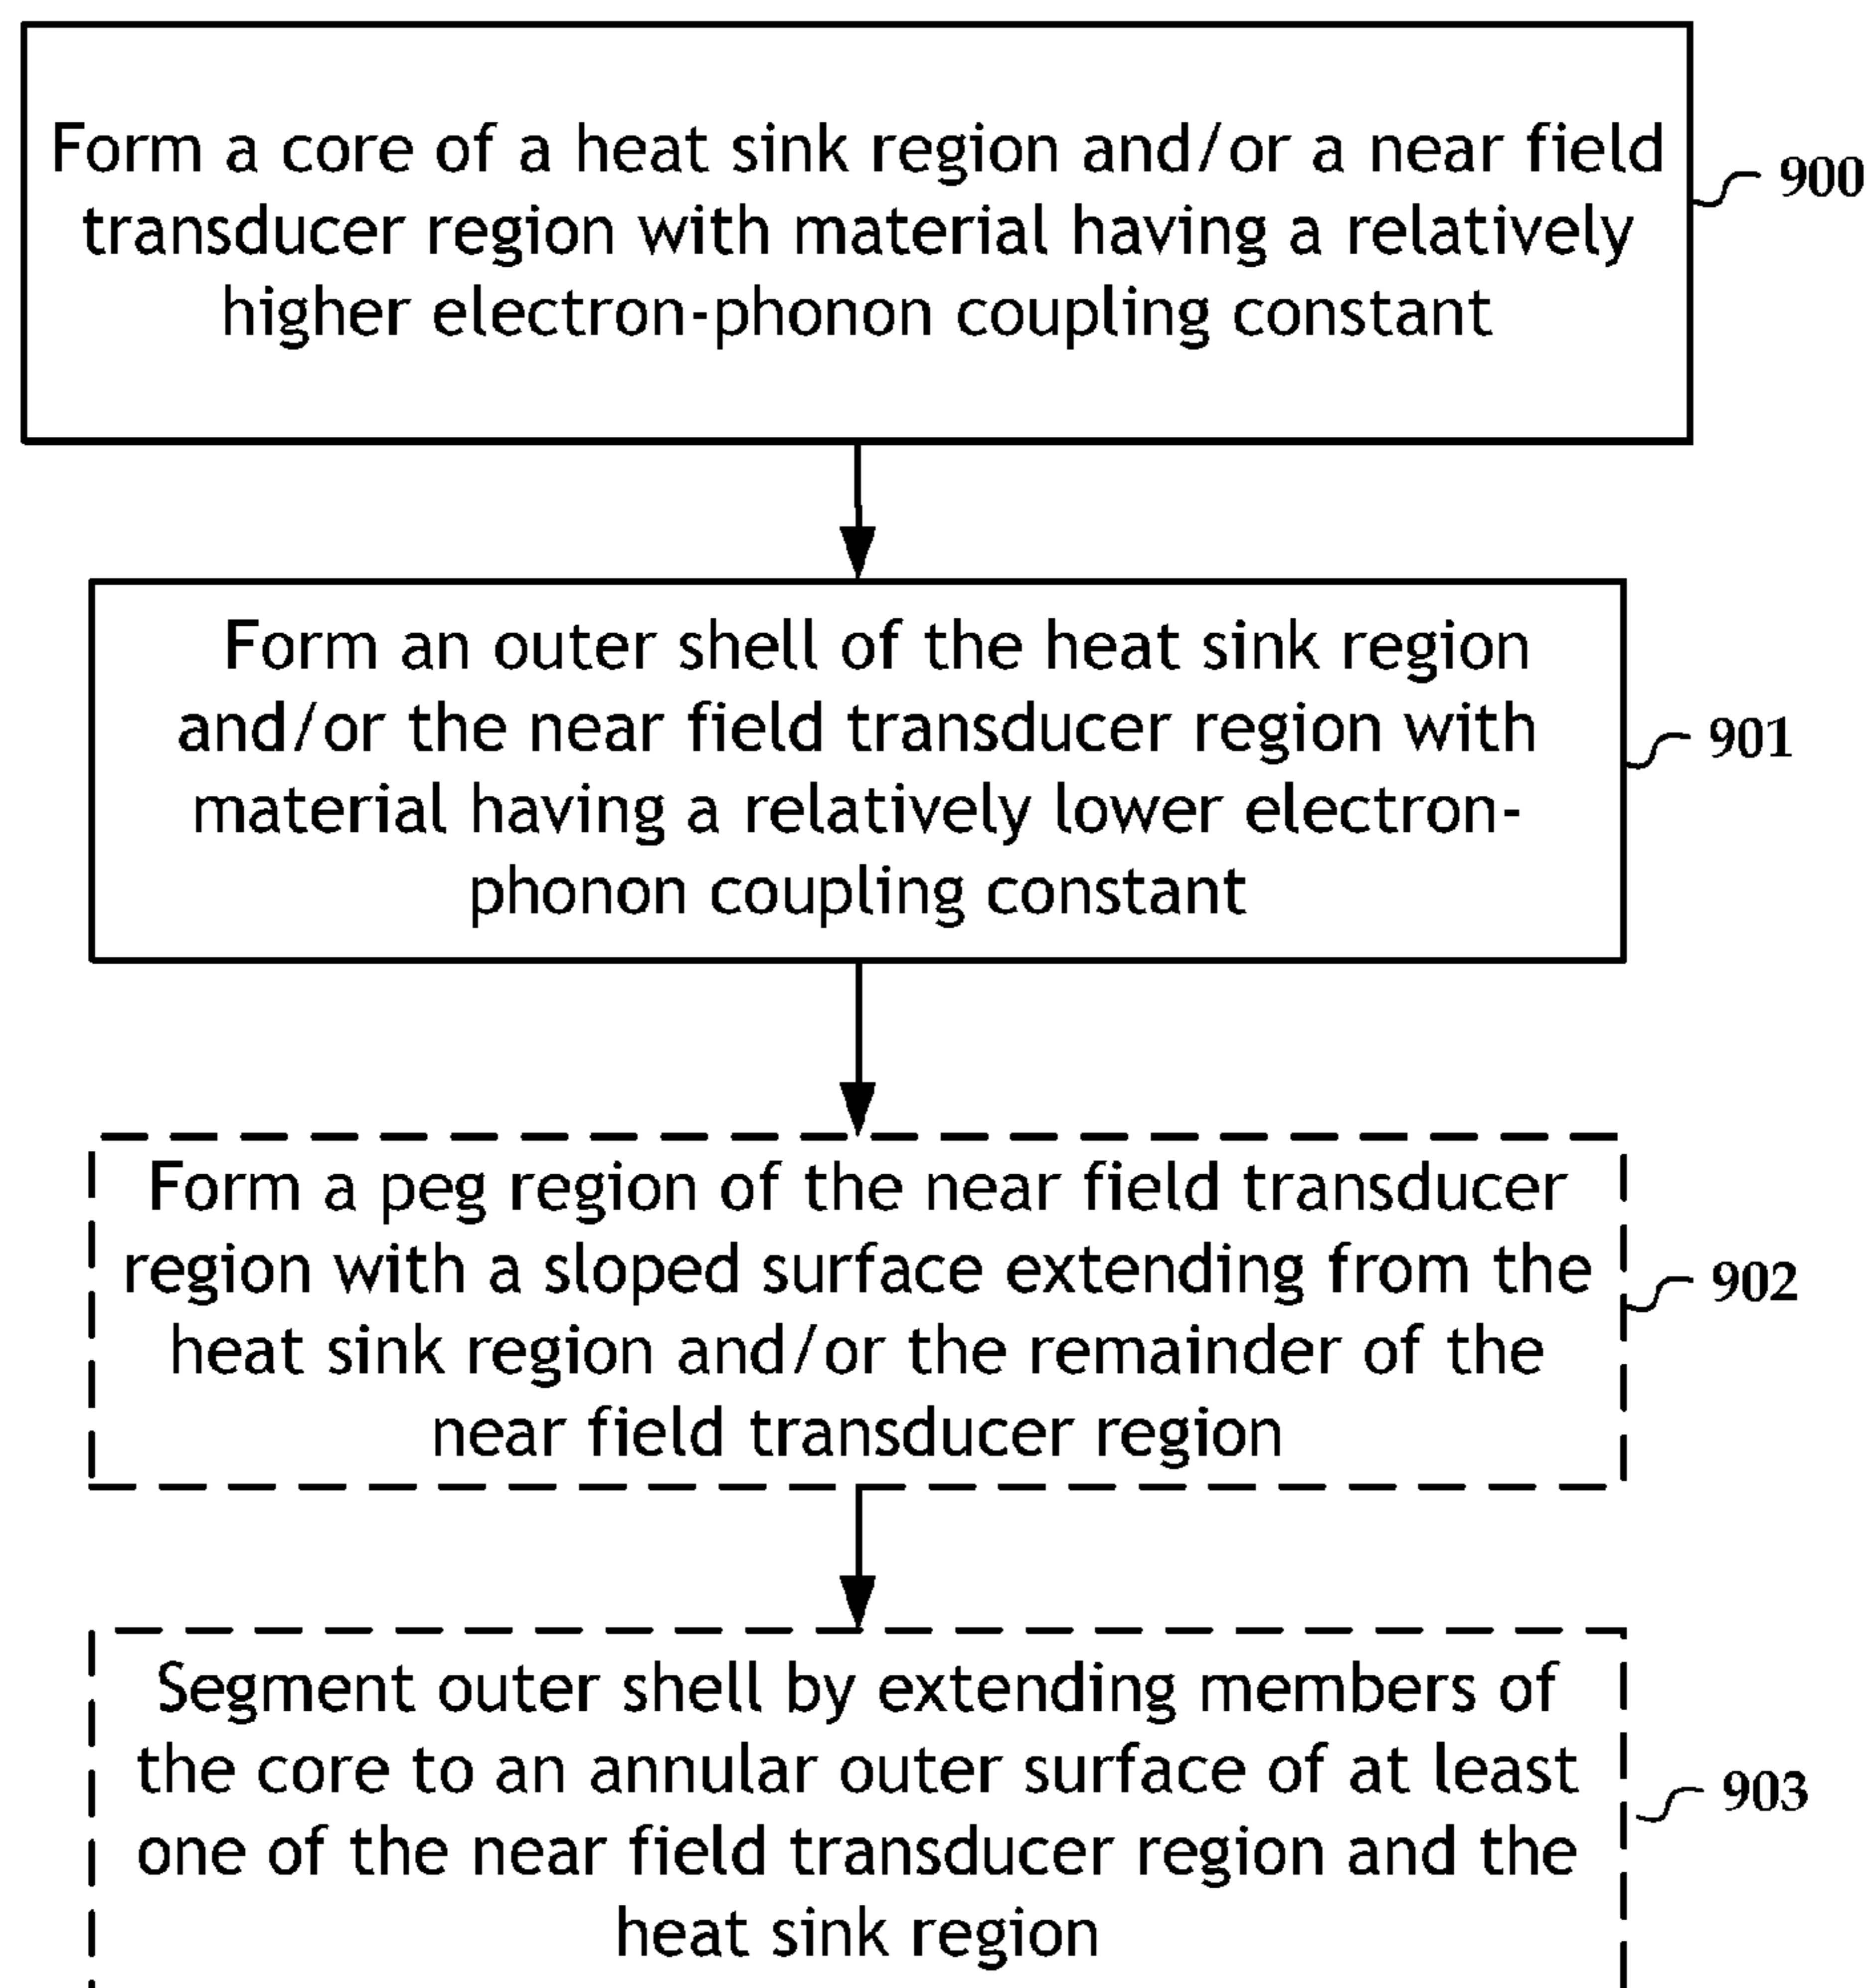 Form a core of a heat sink region and/or a near field
transducer region with material having a relatively
higher electron-phonon coupling constant
900
Form an outer shell of the heat sink region
and/or the near field transducer region with
material having a relatively lower electron-
phonon coupling constant
901
Form a peg region of the near field transducer
region with a sloped surface extending from the
heat sink region and/or the remainder of the
near field transducer region
902
Segment outer shell by extending members of
the core to an annular outer surface of at least
one of the near field transducer region and the
heat sink region
903